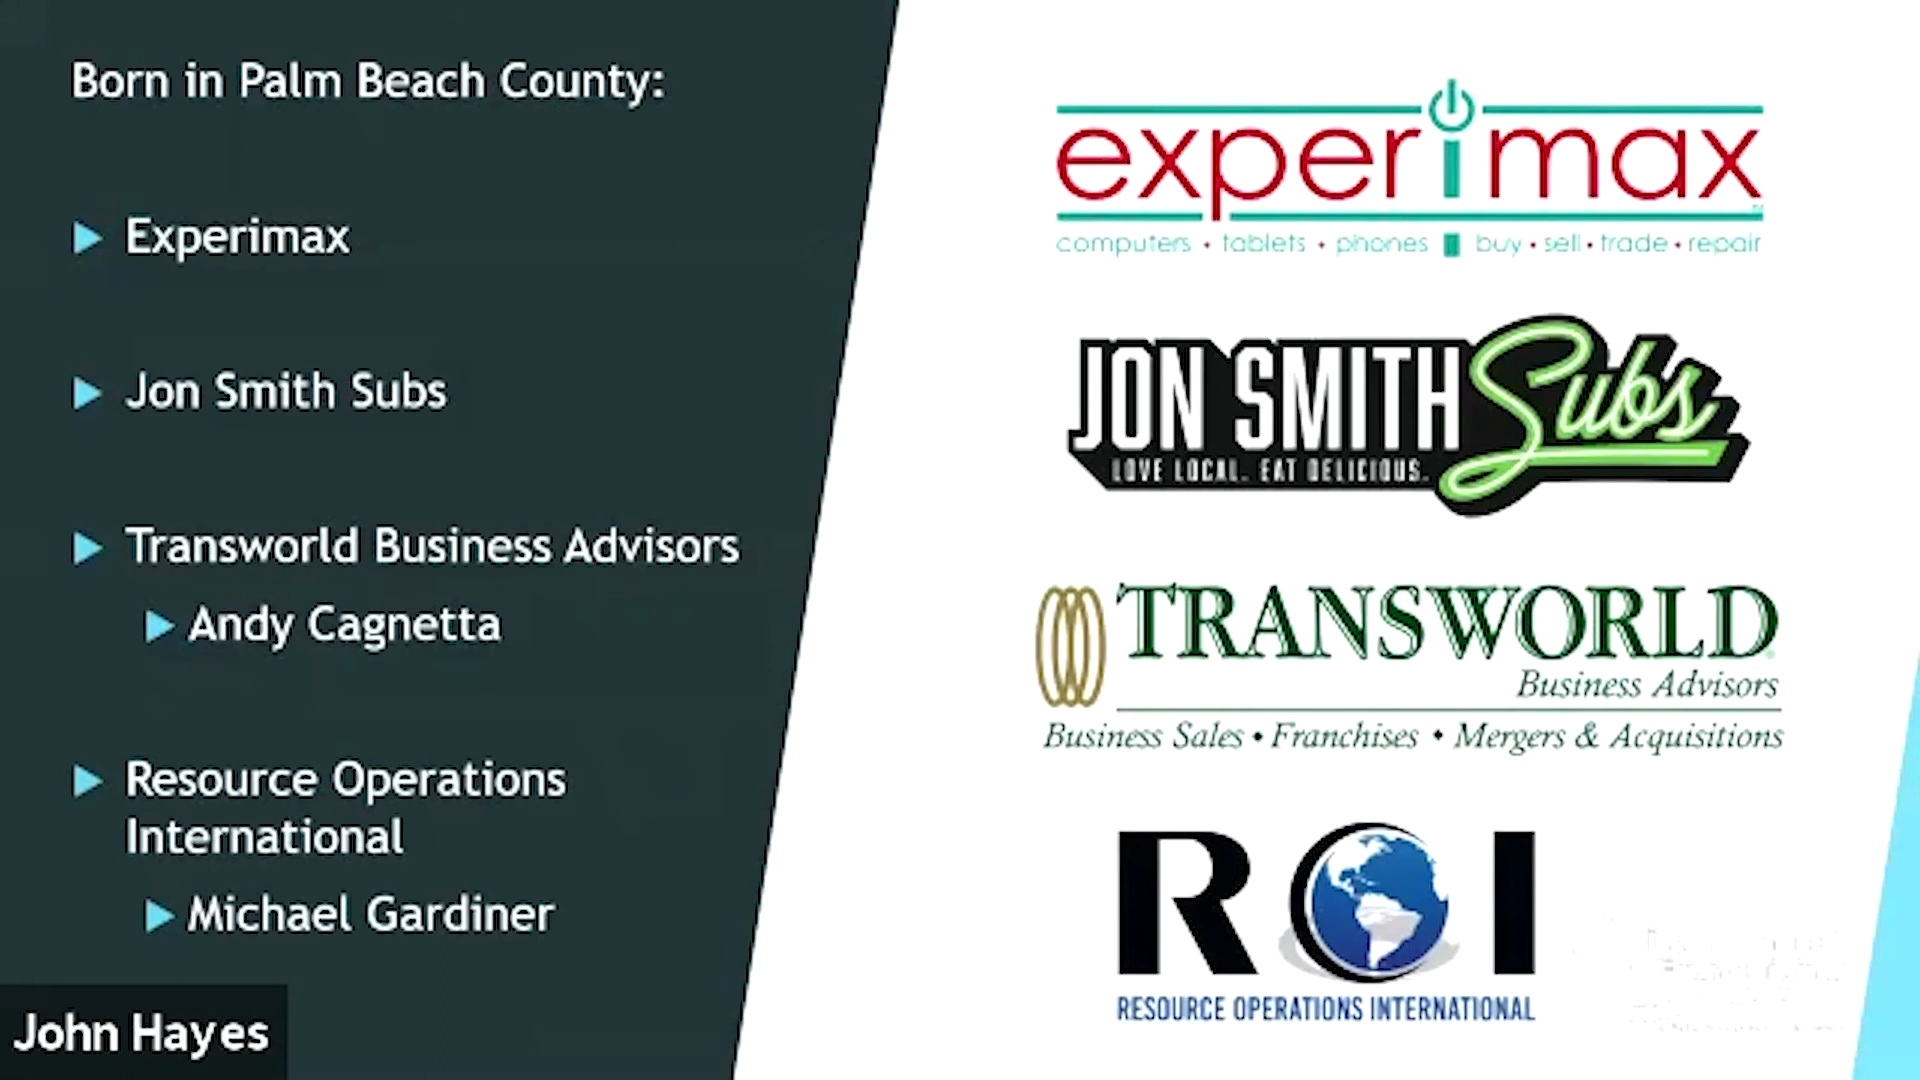 Born in Palm Beach County:
Experimax
Jon Smith Subs
Transworld Business Advisors
Andy Cagnetta
Resource Operations
International
Michael Gardiner
John Hayes
experimax
computers • tablets • phones buy • sell • trade • repair
JON SMITH Subs
LOVE LOCAL. EAT DELICIOUS.
TRANSWORLD
Business Advisors
Business Sales • Franchises • Mergers & Acquisitions
ROI
RESOURCE OPERATIONS INTERNATIONAL